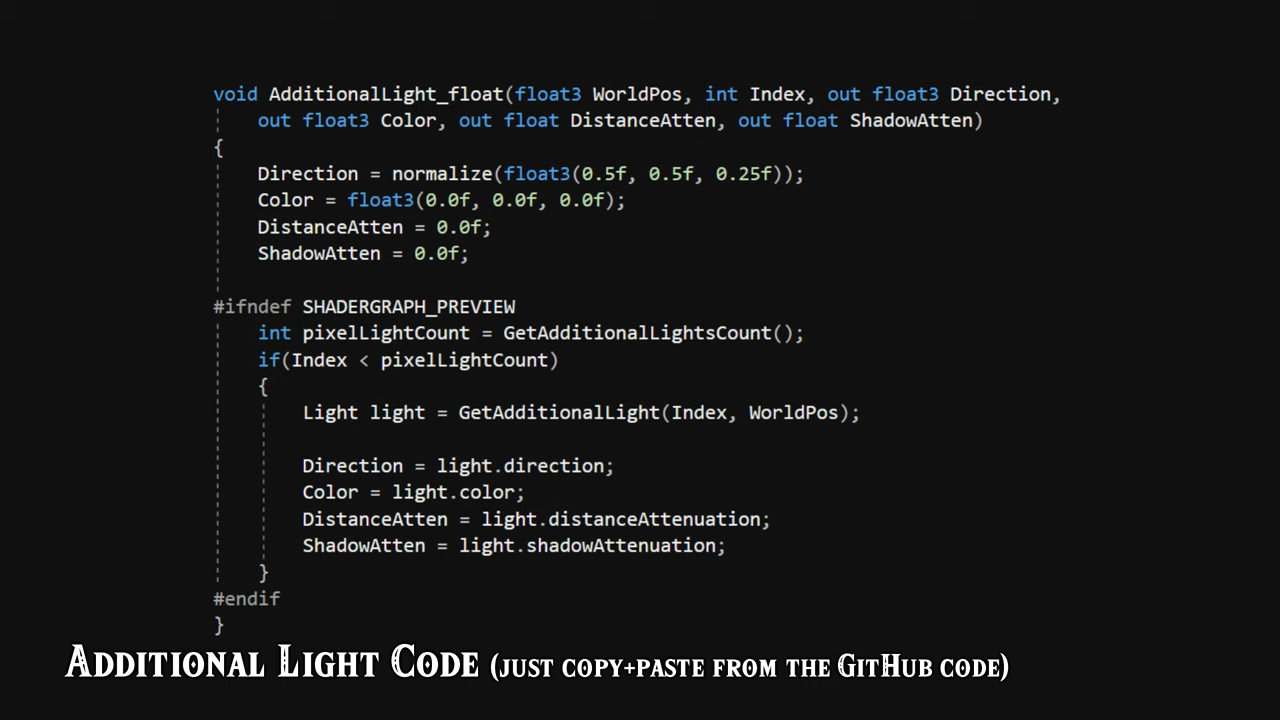 void AdditionalLight_float(float3 WorldPos, int Index, out float3 Direction,
    out float3 Color, out float DistanceAtten, out float ShadowAtten)
{
    Direction = normalize(float3(0.5f, 0.5f, 0.25f));
    Color = float3(0.0f, 0.0f, 0.0f);
    DistanceAtten = 0.0f;
    ShadowAtten = 0.0f;

#ifndef SHADERGRAPH_PREVIEW
    int pixelLightCount = GetAdditionalLightsCount();
    if(Index < pixelLightCount)
    {
        Light light = GetAdditionalLight(Index, WorldPos);

        Direction = light.direction;
        Color = light.color;
        DistanceAtten = light.distanceAttenuation;
        ShadowAtten = light.shadowAttenuation;
    }
#endif
}
Additional Light Code (just copy+paste from the GitHub code)